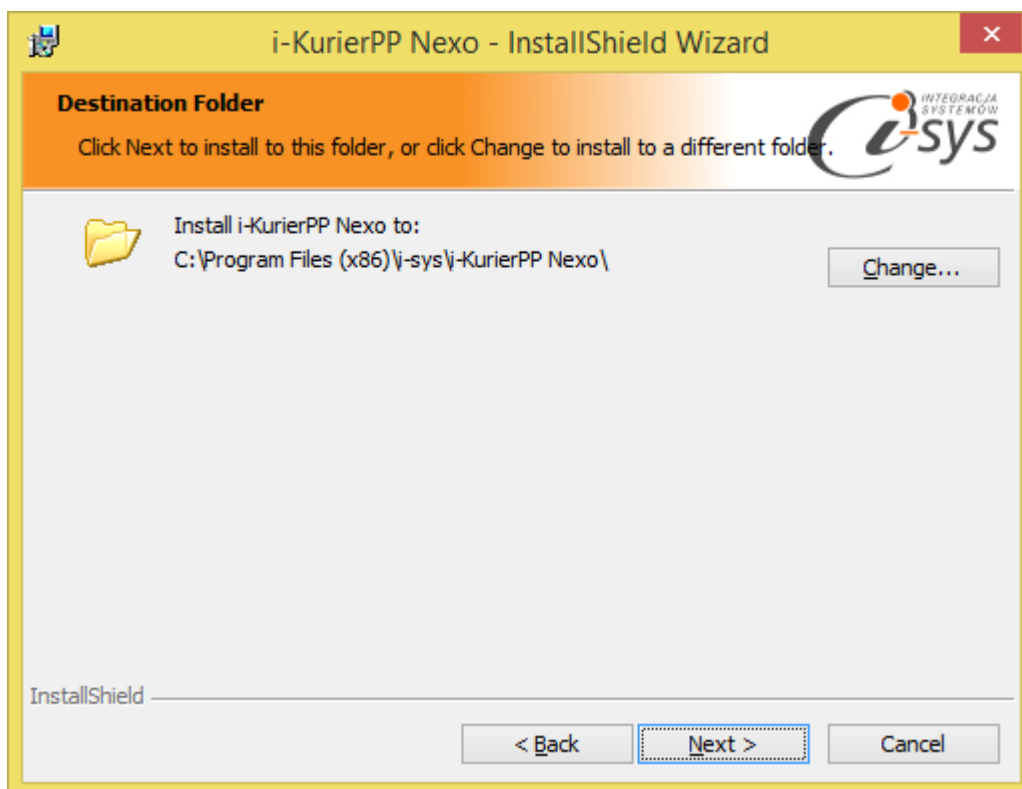 i-KurierPP Nexo - InstallShield Wizard
Destination Folder
Click Next to install to this folder, or click Change to install to a different folder.
INTEGRACJA
SYSTEMÓW
i-sys
Install i-KurierPP Nexo to:
C:\Program Files (x86)\i-sys\i-KurierPP Nexo\
Change...
InstallShield
< Back
Next >
Cancel